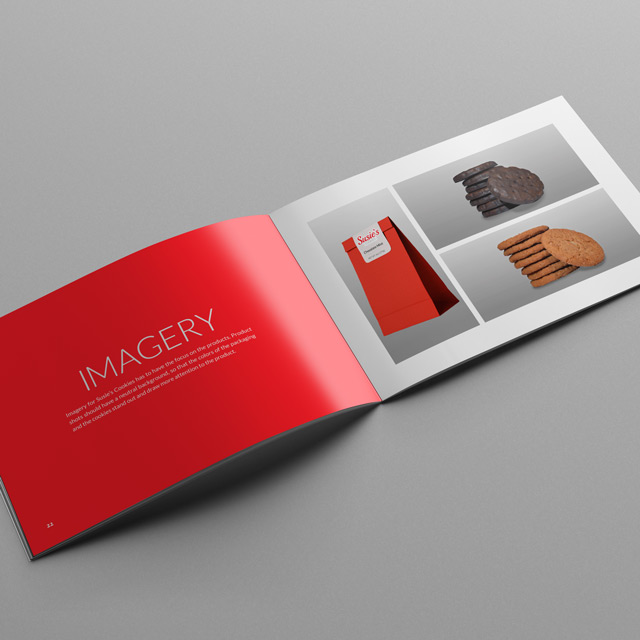 IMAGERY
Imagery for Susie's Cookies has to have the focus on the products. Product
shots should have a neutral background, so that the colors of the packaging
and the cookies stand out and draw more attention to the product.
22
Susie's